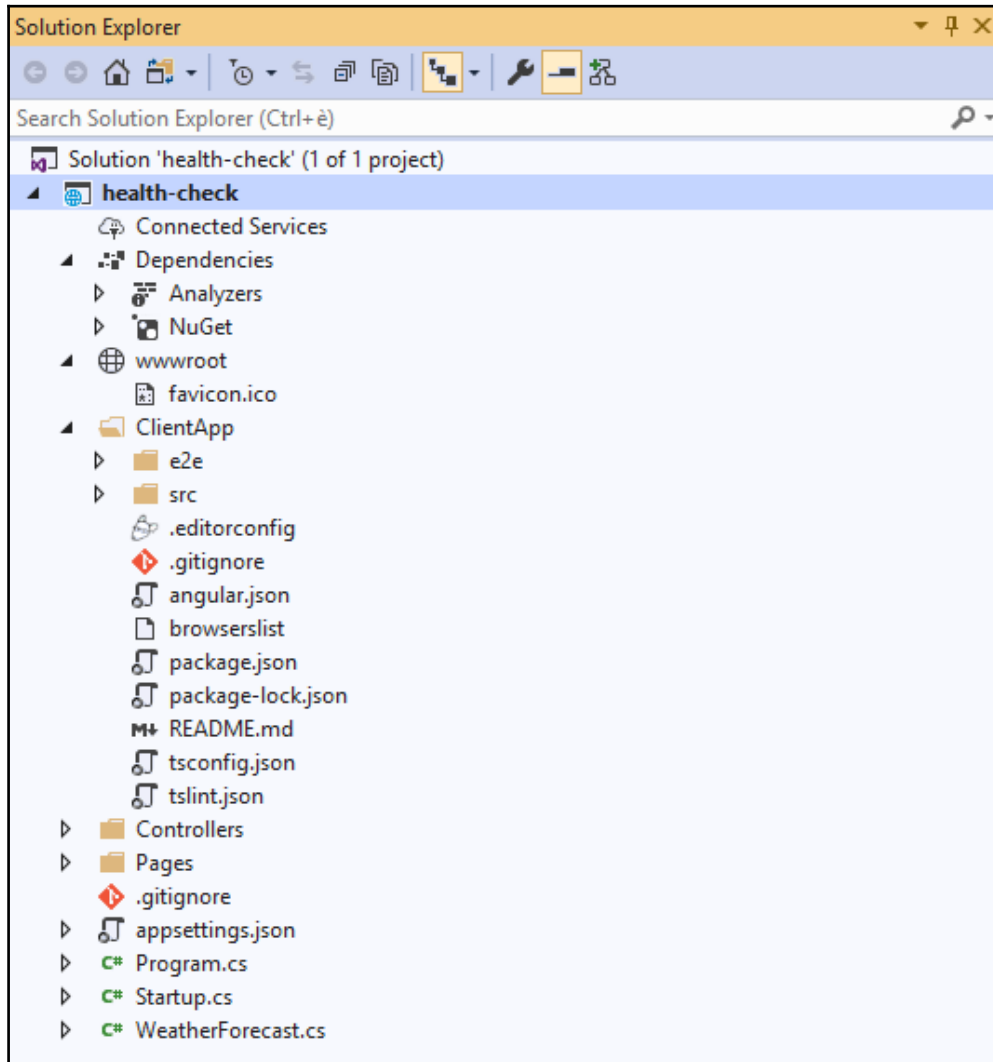 Solution Explorer
Search Solution Explorer (Ctrl+è)
Solution 'health-check' (1 of 1 project)
health-check
Connected Services
Dependencies
Analyzers
NuGet
wwwroot
favicon.ico
ClientApp
e2e
src
.editorconfig
.gitignore
angular.json
browserslist
package.json
package-lock.json
M+ README.md
tsconfig.json
tslint.json
Controllers
Pages
.gitignore
appsettings.json
C# Program.cs
C# Startup.cs
C# WeatherForecast.cs